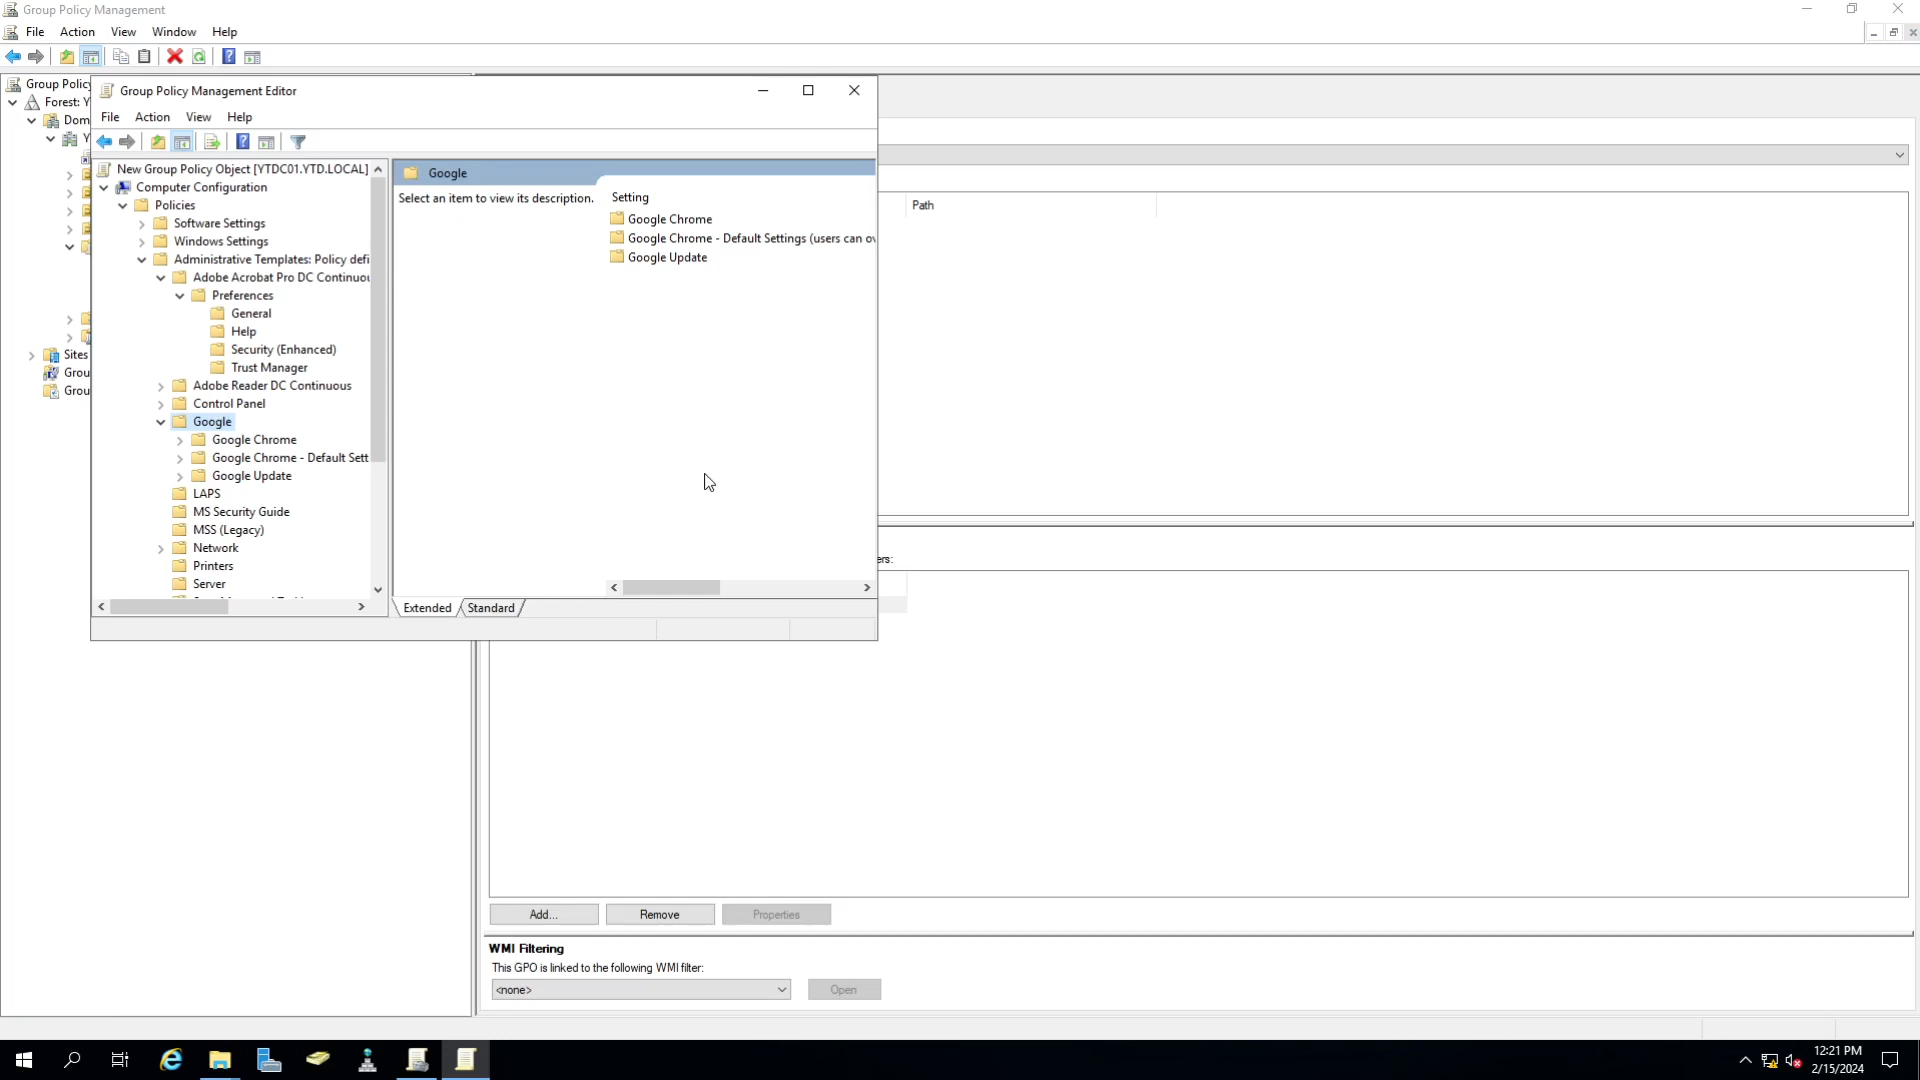 Group Policy Management
File Action View Window Help
Group Policy
Forest: Y
Dom
Y
Sites
Grou
Grou
Group Policy Management Editor
File Action View Help
New Group Policy Object [YTDC01.YTD.LOCAL]
Computer Configuration
Policies
Software Settings
Windows Settings
Administrative Templates: Policy defi
Adobe Acrobat Pro DC Continuou
Preferences
General
Help
Security (Enhanced)
Trust Manager
Adobe Reader DC Continuous
Control Panel
Google
Google Chrome
Google Chrome - Default Sett
Google Update
LAPS
MS Security Guide
MSS (Legacy)
Network
Printers
Server
Google
Select an item to view its description.
Setting
Google Chrome
Google Chrome - Default Settings (users can ov
Google Update
Extended Standard
Path
ers:
Add... Remove Properties
WMI Filtering
This GPO is linked to the following WMI filter:
<none> Open
12:21 PM
2/15/2024